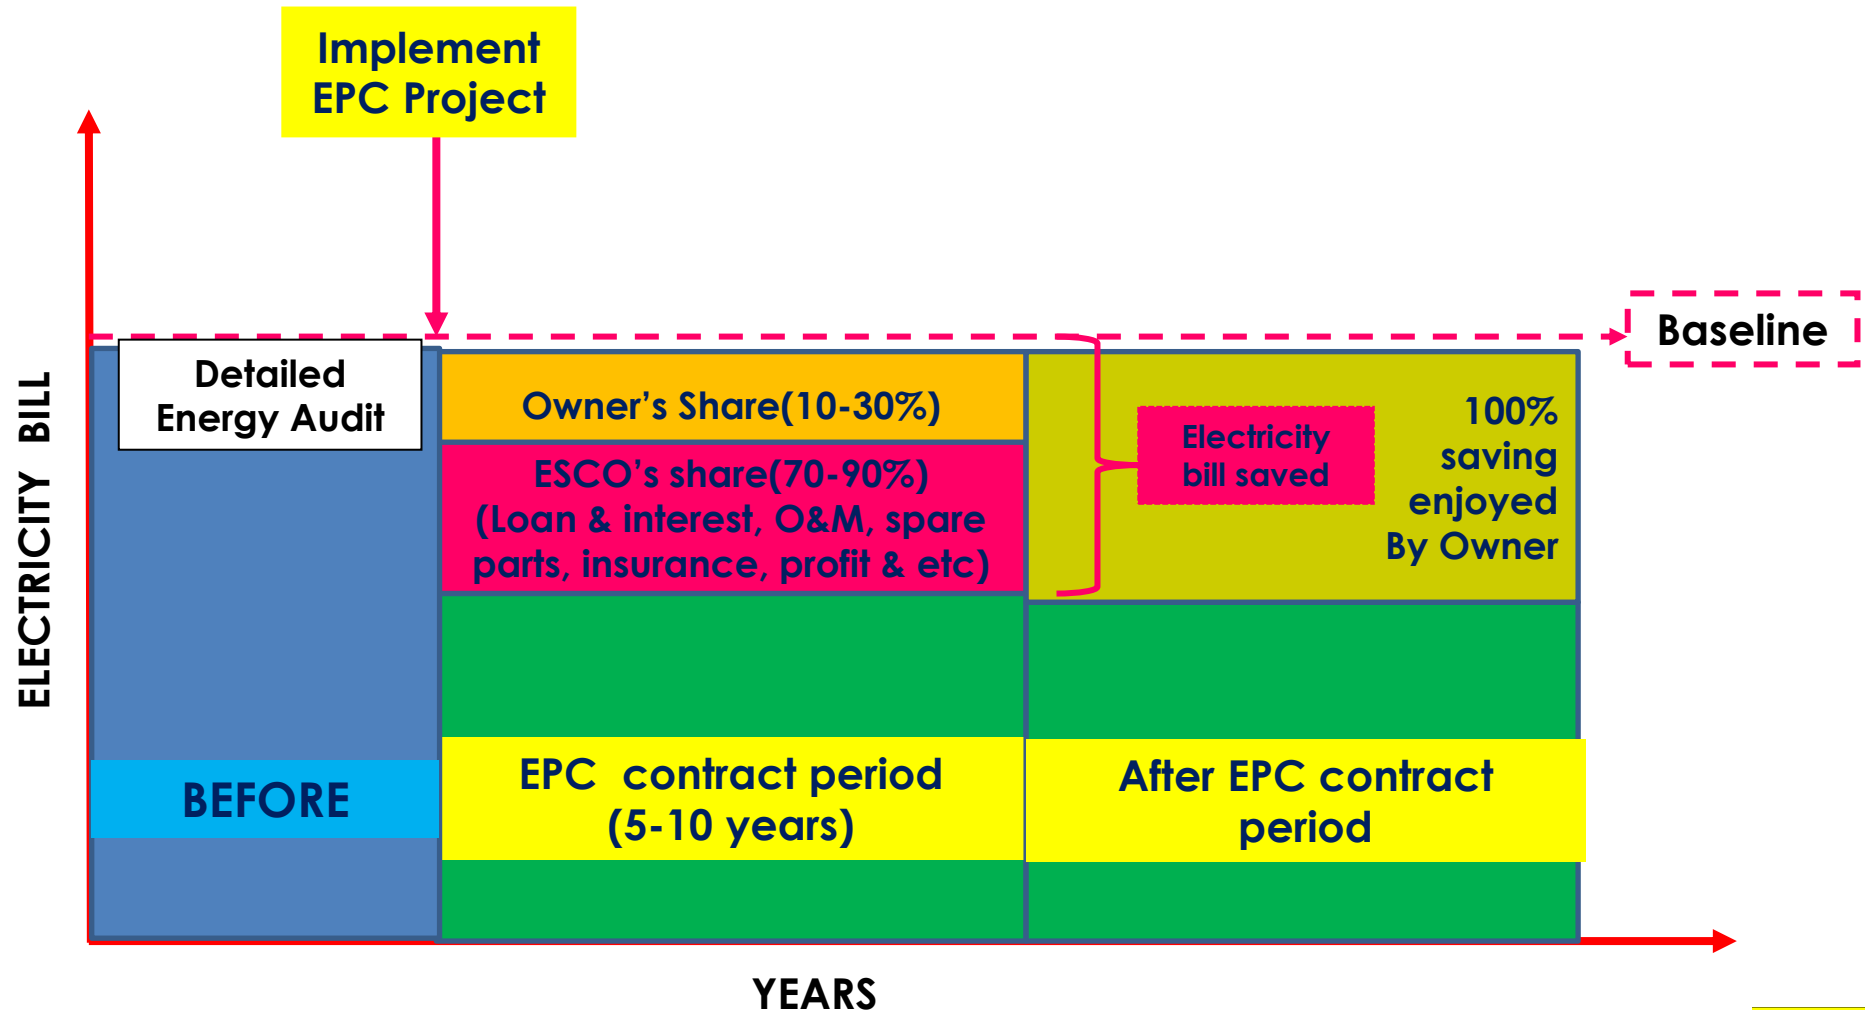 Implement
EPC Project
Baseline
Detailed
Energy Audit
Owner’s Share(10-30%)
ESCO’s share(70-90%)
(Loan & interest, O&M, spare
parts, insurance, profit & etc)
Electricity
bill saved
100%
saving
enjoyed
By Owner
ELECTRICITY BILL
BEFORE
EPC contract period
(5-10 years)
After EPC contract
period
YEARS